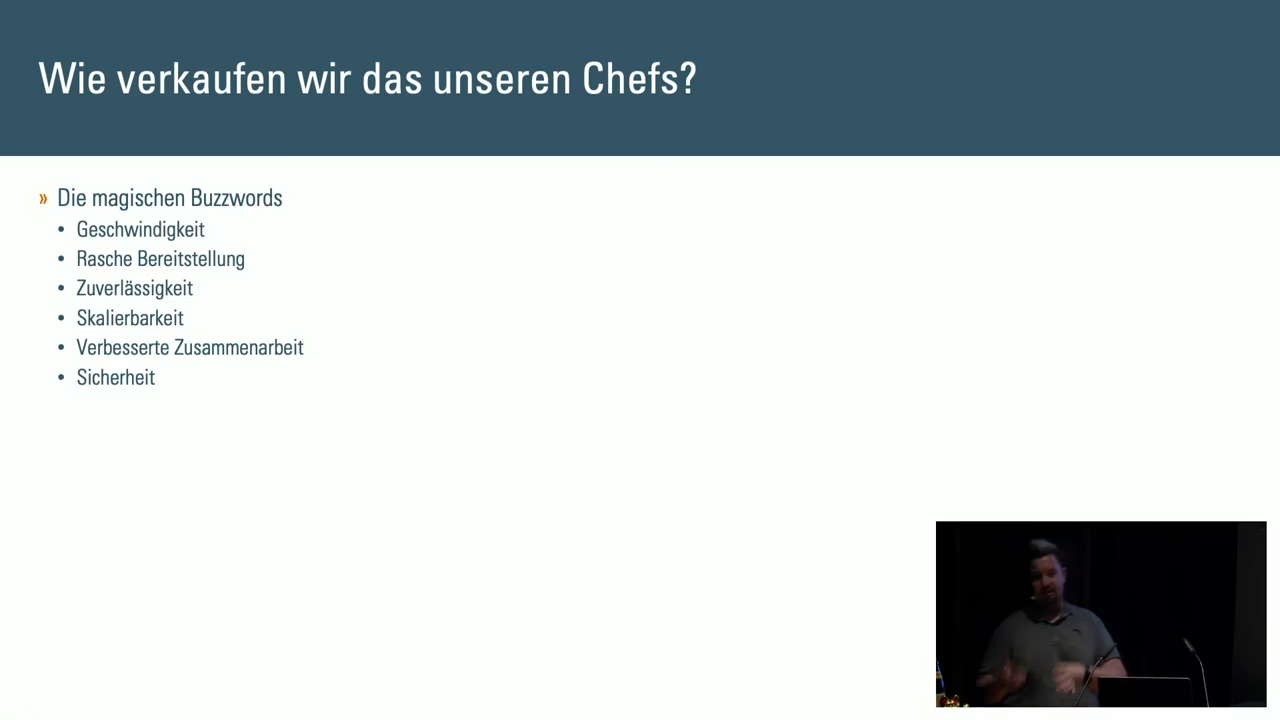 Wie verkaufen wir das unseren Chefs?
» Die magischen Buzzwords
• Geschwindigkeit
• Rasche Bereitstellung
• Zuverlässigkeit
• Skalierbarkeit
• Verbesserte Zusammenarbeit
• Sicherheit